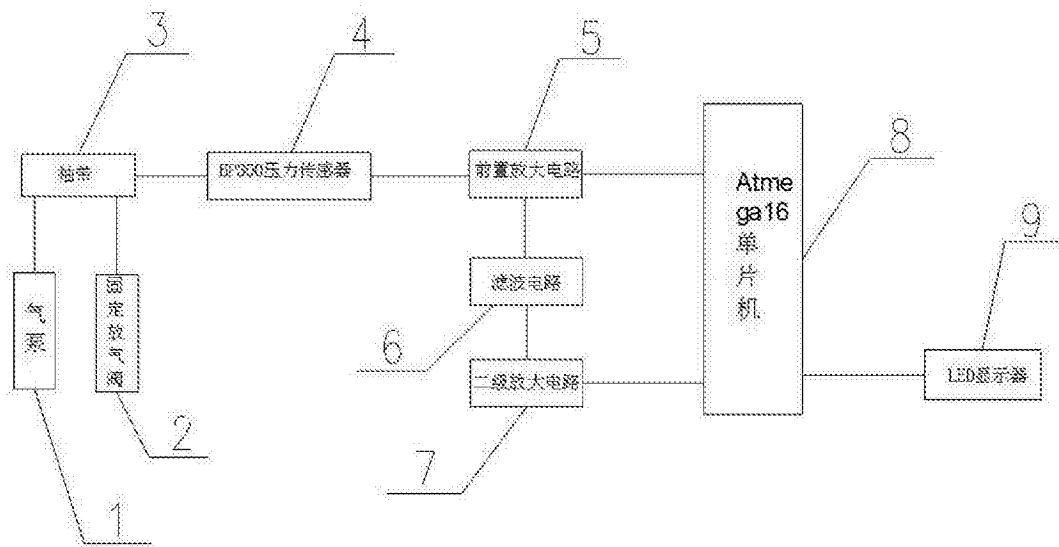 3
4
5
8
9
袖带
BP300压力传感器
前置放大电路
Atme
ga16
单
片
机
气
泵
固
定
放
气
阀
滤波电路
6
二级放大电路
LED显示器
2
7
1